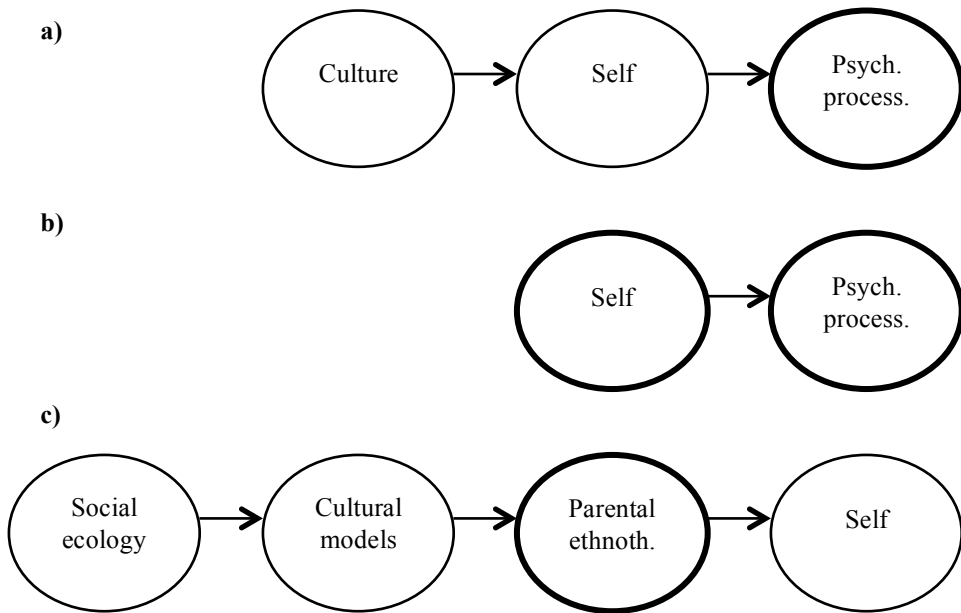 a)
Culture
Self
Psych.
process.
b)
Self
Psych.
process.
c)
Social
ecology
Cultural
models
Parental
ethnoth.
Self